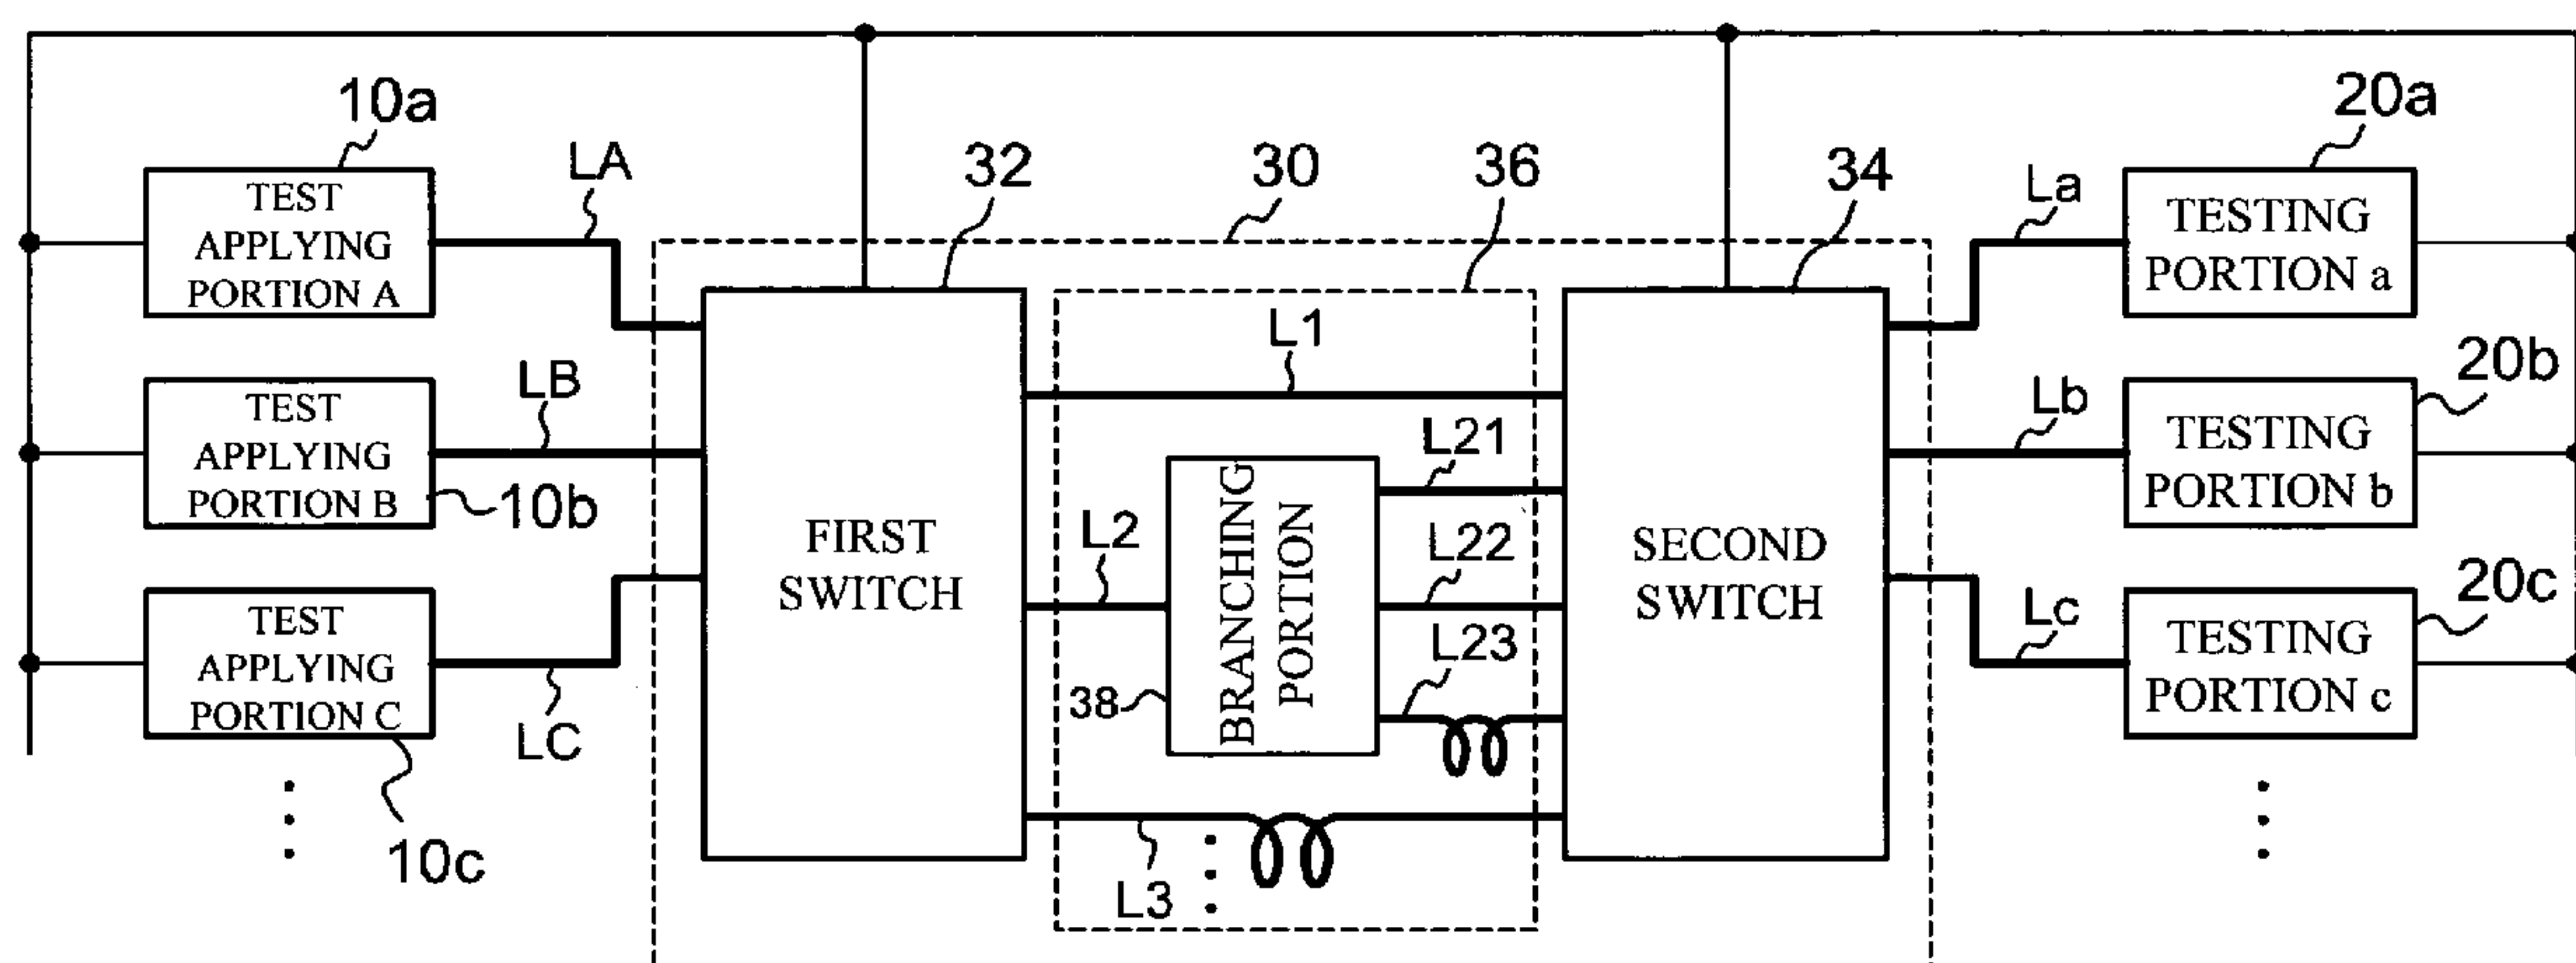 10a
20a
LA
32
30
36
34
La
TEST
APPLYING
PORTION A
TESTING
PORTION a
L1
LB
Lb
20b
TEST
APPLYING
PORTION B
10b
TESTING
PORTION b
L21
L2
L22
L23
FIRST
SWITCH
BRANCHING
PORTION
38
SECOND
SWITCH
20c
Lc
TEST
APPLYING
PORTION C
LC
TESTING
PORTION c
10c
L3